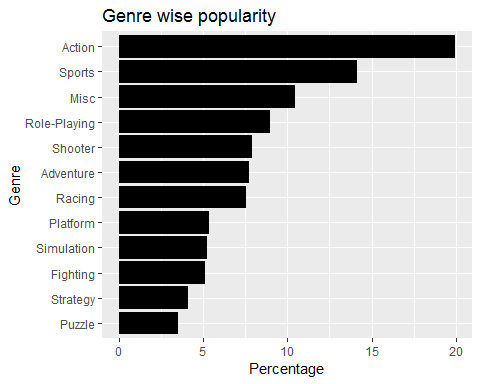 Genre wise popularity
Genre
Action
Sports
Misc
Role-Playing
Shooter
Adventure
Racing
Platform
Simulation
Fighting
Strategy
Puzzle
0 5 10 15 20
Percentage